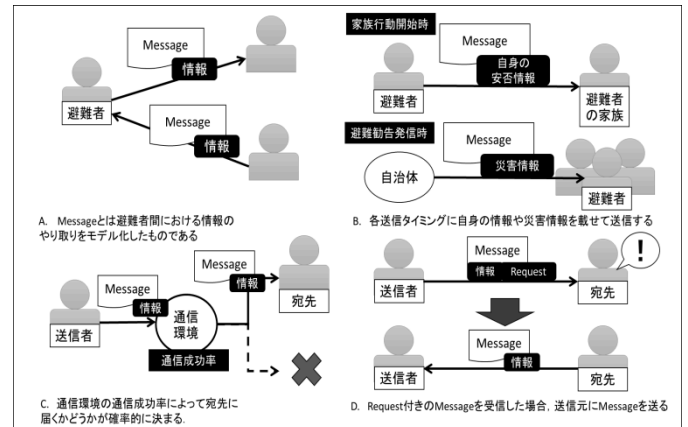 Message
情報
避難者
Message
情報
A. Messageとは避難者間における情報の
やり取りをモデル化したものである
家族行動開始時
Message
自身の
安否情報
避難者
避難者
の家族
避難勧告発信時
Message
災害情報
自治体
避難者
B. 各送信タイミングに自身の情報や災害情報を載せて送信する
Message
情報
送信者
通信
環境
通信成功率
Message
情報
宛先
C. 通信環境の通信成功率によって宛先に
届くかどうかが確率的に決まる.
Message
情報 Request
送信者
宛先
!
Message
情報
送信者
宛先
D. Request付きのMessageを受信した場合, 送信元にMessageを送る